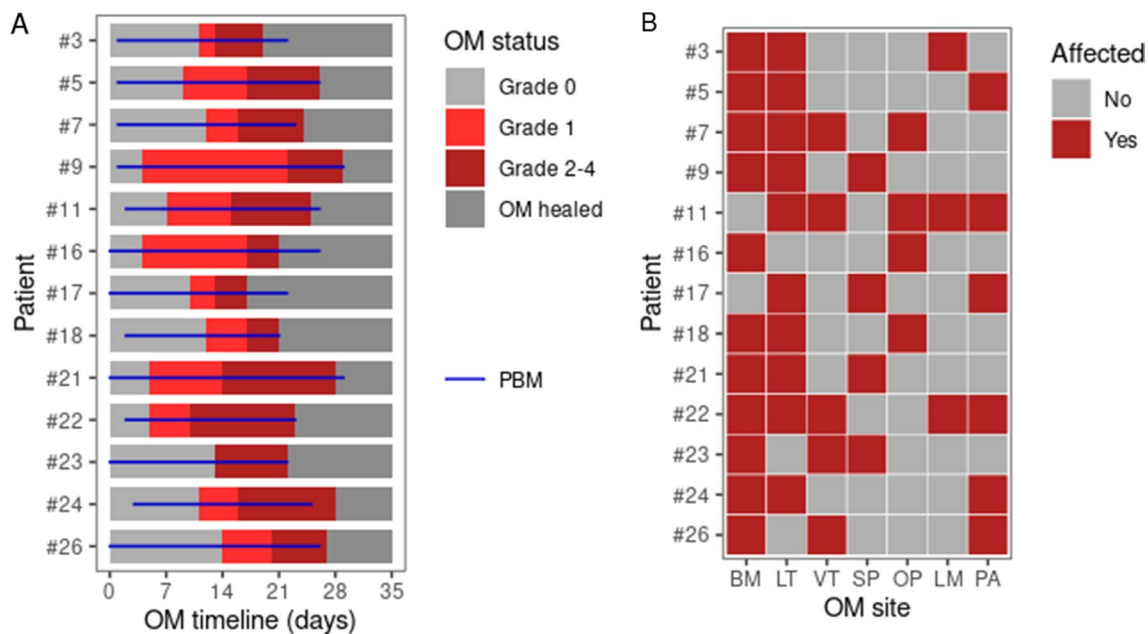 A
#3
#5
#7
#9
#11
#16
#17
#18
#21
#22
#23
#24
#26
Patient
0 7 14 21 28 35
OM timeline (days)
OM status
Grade 0
Grade 1
Grade 2-4
OM healed
PBM
B
#3
#5
#7
#9
#11
#16
#17
#18
#21
#22
#23
#24
#26
Patient
BM LT VT SP OP LM PA
OM site
Affected
No
Yes